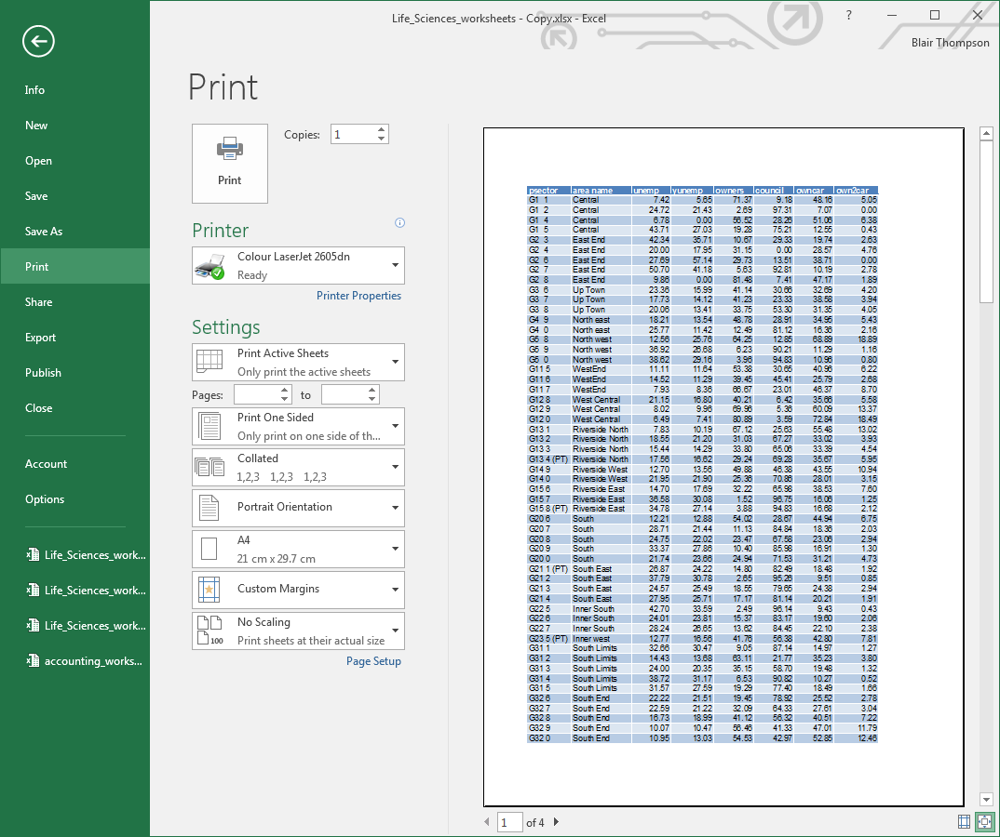 Life_Sciences_worksheets - Copy.xlsx - Excel
?
Blair Thompson
Info
New
Open
Save
Save As
Print
Share
Export
Publish
Close
Account
Options
Life_Sciences_work...
Life_Sciences_work...
Life_Sciences_work...
accounting_works...
Print
Print
Copies: 1
Printer
Colour LaserJet 2605dn
Ready
Printer Properties
Settings
Print Active Sheets
Only print the active sheets
Pages: to
Print One Sided
Only print on one side of th...
Collated
1,2,3 1,2,3 1,2,3
Portrait Orientation
A4
21 cm x 29.7 cm
Custom Margins
No Scaling
100
Print sheets at their actual size
Page Setup
psector area name unemp yunemp owners council owncar own2car
G1 1 Central 7.42 5.65 71.37 9.18 48.16 5.05
G1 2 Central 24.72 21.43 2.69 97.31 7.07 0.00
G1 4 Central 6.78 0.00 56.52 28.26 51.06 6.38
G1 5 Central 43.71 27.03 19.28 75.21 12.55 0.43
G2 3 East End 42.34 35.71 10.67 29.33 19.74 2.63
G2 4 East End 20.00 17.95 31.15 0.00 28.57 4.76
G2 6 East End 27.69 57.14 29.73 13.51 38.71 0.00
G2 7 East End 50.70 41.18 5.63 92.81 10.19 2.78
G2 8 East End 9.86 0.00 81.48 7.41 47.17 1.89
G3 6 Up Town 23.36 15.99 41.14 30.66 32.69 4.20
G3 7 Up Town 17.73 14.12 41.23 23.33 38.58 3.94
G3 8 Up Town 20.06 13.41 33.75 53.30 31.35 4.05
G4 9 North east 18.21 13.54 48.78 28.91 34.95 5.43
G4 0 North east 25.77 11.42 12.49 81.12 16.36 2.16
G5 8 North west 12.56 25.76 64.25 12.85 68.89 18.89
G5 9 North west 36.92 26.68 6.23 90.21 11.29 1.16
G5 0 North west 38.62 29.16 3.96 94.83 10.96 0.80
G11 5 WestEnd 11.11 11.64 53.38 30.65 40.96 6.22
G11 6 WestEnd 14.52 11.29 39.45 45.41 25.79 2.68
G11 7 WestEnd 7.93 8.36 66.67 23.01 46.37 8.70
G12 8 West Central 21.15 16.80 40.21 6.42 35.66 5.58
G12 9 West Central 8.02 9.96 69.96 5.36 60.09 13.37
G12 0 West Central 6.49 7.41 80.89 3.59 72.84 18.49
G13 1 Riverside North 7.83 10.19 67.12 25.63 55.48 13.02
G13 2 Riverside North 18.55 21.20 31.03 67.27 33.02 3.93
G13 3 Riverside North 15.44 14.29 33.80 65.06 33.39 4.54
G13 4 (PT) Riverside North 17.56 16.62 29.24 69.28 35.67 5.95
G14 9 Riverside West 12.70 13.56 49.88 46.38 43.55 10.94
G14 0 Riverside West 21.95 21.90 25.36 70.86 28.01 3.15
G15 6 Riverside East 14.70 17.69 32.22 65.98 38.53 7.60
G15 7 Riverside East 36.58 30.08 1.52 96.75 16.06 1.25
G15 8 (PT) Riverside East 34.78 27.14 3.88 94.83 16.68 2.12
G20 6 South 12.21 12.88 54.02 28.67 44.94 6.75
G20 7 South 28.71 21.44 11.13 84.84 18.36 2.03
G20 8 South 24.75 22.02 23.47 67.58 23.06 2.94
G20 9 South 33.37 27.86 10.40 85.98 16.91 1.30
G20 0 South 21.74 23.66 24.94 71.53 31.21 4.73
G21 1 (PT) South East 26.87 24.22 14.80 82.49 18.48 1.92
G21 2 South East 37.79 30.78 2.65 95.26 9.51 0.85
G21 3 South East 24.57 25.49 18.55 79.65 24.38 2.94
G21 4 South East 27.95 25.71 17.17 81.14 20.21 1.91
G22 5 Inner South 42.70 33.59 2.49 96.14 9.43 0.43
G22 6 Inner South 24.01 23.81 15.37 83.17 19.60 2.06
G22 7 Inner South 28.24 26.65 13.62 84.45 22.10 2.38
G23 5 (PT) Inner west 12.77 16.56 41.76 56.38 42.80 7.81
G31 1 South Limits 32.66 30.47 9.05 87.14 14.97 1.27
G31 2 South Limits 14.43 13.68 63.11 21.77 35.23 3.80
G31 3 South Limits 24.00 20.35 35.15 58.70 19.48 1.32
G31 4 South Limits 38.72 31.17 6.53 90.82 10.27 0.52
G31 5 South Limits 31.57 27.59 19.29 77.40 18.49 1.66
G32 6 South End 22.22 21.51 19.45 78.92 25.52 2.78
G32 7 South End 22.59 21.22 32.09 64.33 27.61 3.04
G32 8 South End 16.73 18.99 41.12 56.32 40.51 7.22
G32 9 South End 10.07 10.47 56.46 41.33 47.01 11.79
G32 0 South End 10.95 13.03 54.53 42.97 52.85 12.46
1 of 4